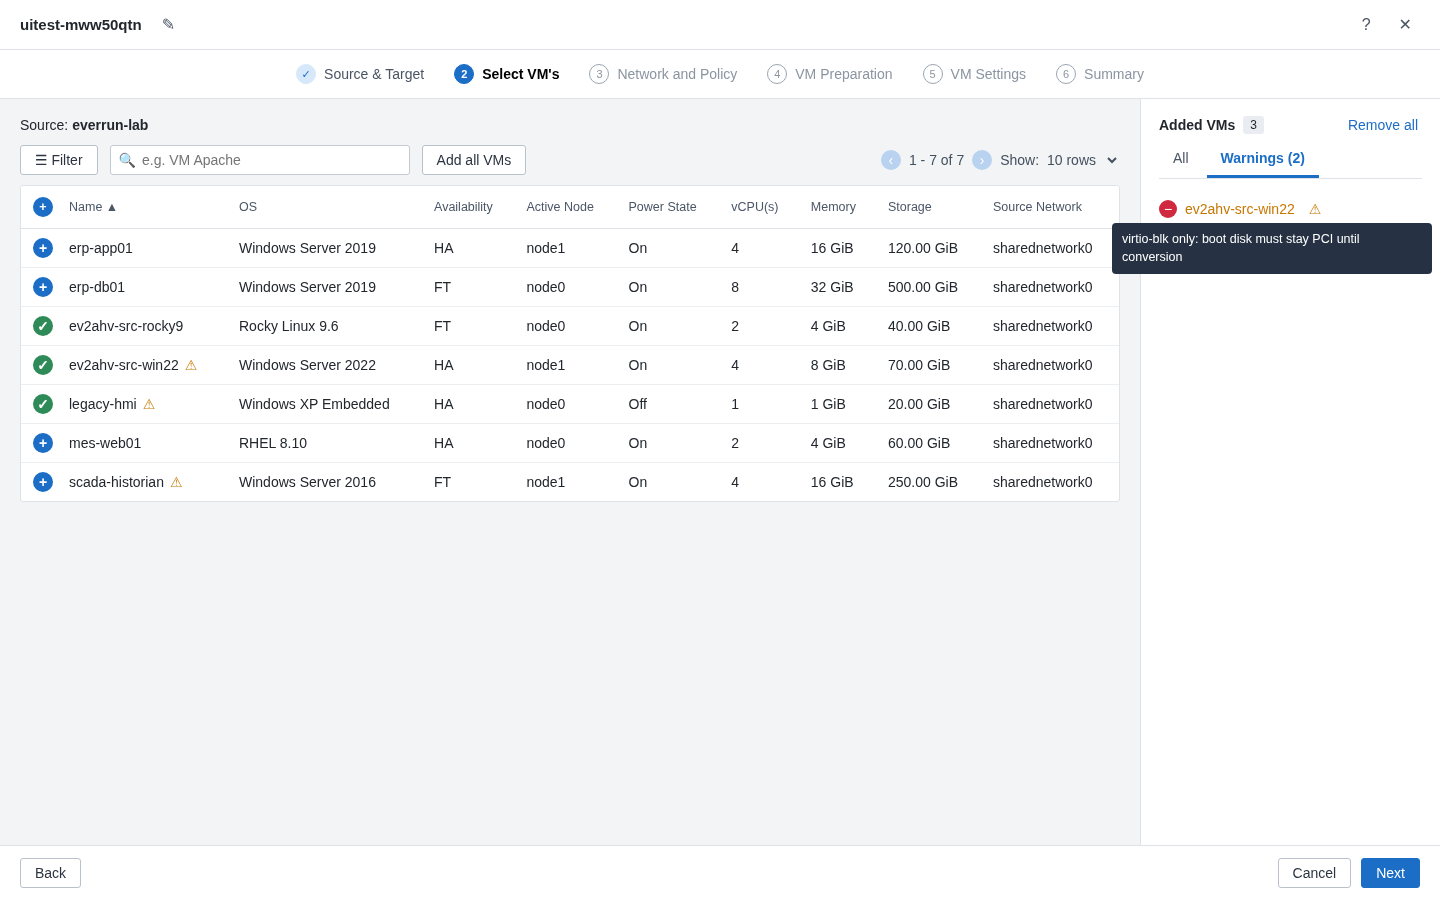 uitest-mww50qtn ✎ ? ✕
✓ Source & Target 2 Select VM's 3 Network and Policy 4 VM Preparation 5 VM Settings 6 Summary
Source: everrun-lab
☰ Filter e.g. VM Apache Add all VMs ‹ 1 - 7 of 7 › Show: 10 rows
+ Name ▲ OS Availability Active Node Power State vCPU(s) Memory Storage Source Network
+ erp-app01 Windows Server 2019 HA node1 On 4 16 GiB 120.00 GiB sharednetwork0
+ erp-db01 Windows Server 2019 FT node0 On 8 32 GiB 500.00 GiB sharednetwork0
✓ ev2ahv-src-rocky9 Rocky Linux 9.6 FT node0 On 2 4 GiB 40.00 GiB sharednetwork0
✓ ev2ahv-src-win22 ⚠ Windows Server 2022 HA node1 On 4 8 GiB 70.00 GiB sharednetwork0
✓ legacy-hmi ⚠ Windows XP Embedded HA node0 Off 1 1 GiB 20.00 GiB sharednetwork0
+ mes-web01 RHEL 8.10 HA node0 On 2 4 GiB 60.00 GiB sharednetwork0
+ scada-historian ⚠ Windows Server 2016 FT node1 On 4 16 GiB 250.00 GiB sharednetwork0
Added VMs 3 Remove all
All Warnings (2)
ev2ahv-src-win22 ⚠
virtio-blk only: boot disk must stay PCI until
conversion
Back Cancel Next